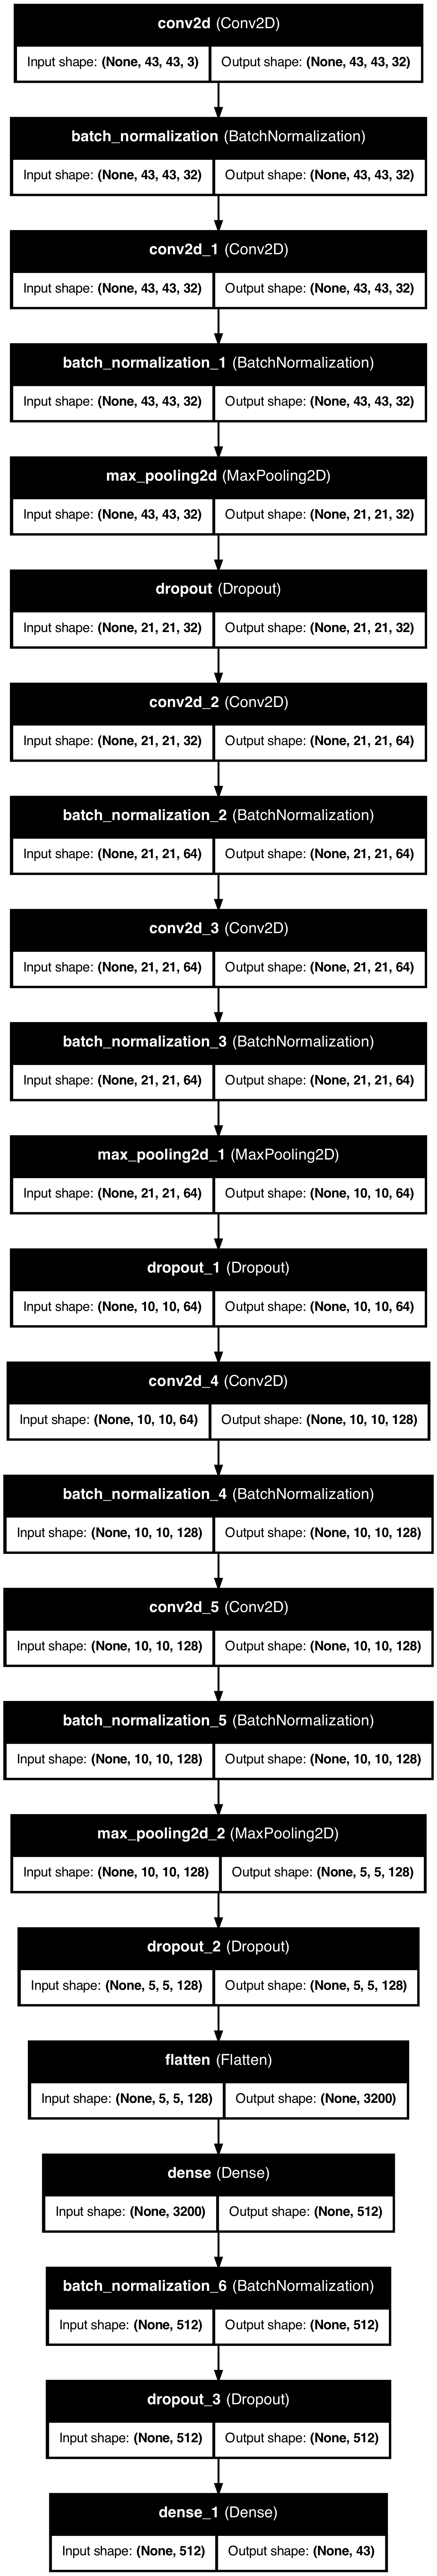 conv2d (Conv2D)
Input shape: (None, 43, 43, 3) Output shape: (None, 43, 43, 32)
batch_normalization (BatchNormalization)
Input shape: (None, 43, 43, 32) Output shape: (None, 43, 43, 32)
conv2d_1 (Conv2D)
Input shape: (None, 43, 43, 32) Output shape: (None, 43, 43, 32)
batch_normalization_1 (BatchNormalization)
Input shape: (None, 43, 43, 32) Output shape: (None, 43, 43, 32)
max_pooling2d (MaxPooling2D)
Input shape: (None, 43, 43, 32) Output shape: (None, 21, 21, 32)
dropout (Dropout)
Input shape: (None, 21, 21, 32) Output shape: (None, 21, 21, 32)
conv2d_2 (Conv2D)
Input shape: (None, 21, 21, 32) Output shape: (None, 21, 21, 64)
batch_normalization_2 (BatchNormalization)
Input shape: (None, 21, 21, 64) Output shape: (None, 21, 21, 64)
conv2d_3 (Conv2D)
Input shape: (None, 21, 21, 64) Output shape: (None, 21, 21, 64)
batch_normalization_3 (BatchNormalization)
Input shape: (None, 21, 21, 64) Output shape: (None, 21, 21, 64)
max_pooling2d_1 (MaxPooling2D)
Input shape: (None, 21, 21, 64) Output shape: (None, 10, 10, 64)
dropout_1 (Dropout)
Input shape: (None, 10, 10, 64) Output shape: (None, 10, 10, 64)
conv2d_4 (Conv2D)
Input shape: (None, 10, 10, 64) Output shape: (None, 10, 10, 128)
batch_normalization_4 (BatchNormalization)
Input shape: (None, 10, 10, 128) Output shape: (None, 10, 10, 128)
conv2d_5 (Conv2D)
Input shape: (None, 10, 10, 128) Output shape: (None, 10, 10, 128)
batch_normalization_5 (BatchNormalization)
Input shape: (None, 10, 10, 128) Output shape: (None, 10, 10, 128)
max_pooling2d_2 (MaxPooling2D)
Input shape: (None, 10, 10, 128) Output shape: (None, 5, 5, 128)
dropout_2 (Dropout)
Input shape: (None, 5, 5, 128) Output shape: (None, 5, 5, 128)
flatten (Flatten)
Input shape: (None, 5, 5, 128) Output shape: (None, 3200)
dense (Dense)
Input shape: (None, 3200) Output shape: (None, 512)
batch_normalization_6 (BatchNormalization)
Input shape: (None, 512) Output shape: (None, 512)
dropout_3 (Dropout)
Input shape: (None, 512) Output shape: (None, 512)
dense_1 (Dense)
Input shape: (None, 512) Output shape: (None, 43)